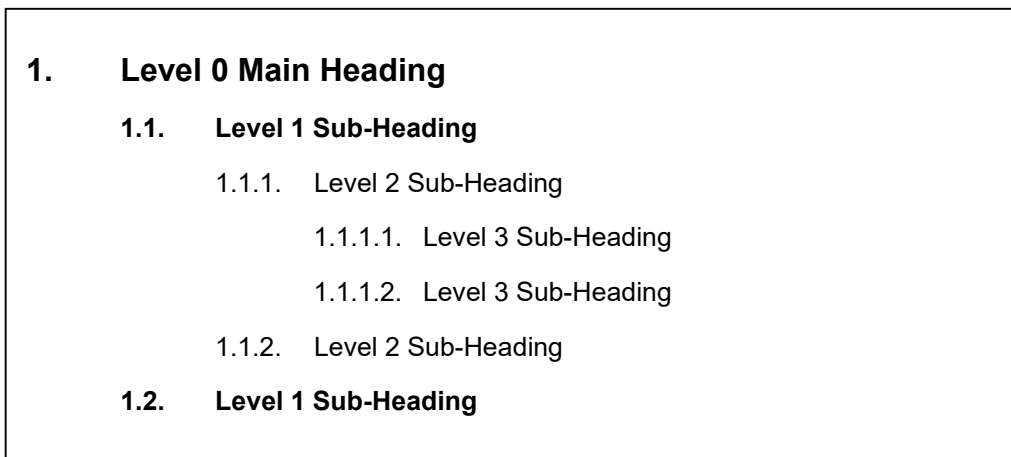 1. Level 0 Main Heading
1.1. Level 1 Sub-Heading
1.1.1. Level 2 Sub-Heading
1.1.1.1. Level 3 Sub-Heading
1.1.1.2. Level 3 Sub-Heading
1.1.2. Level 2 Sub-Heading
1.2. Level 1 Sub-Heading